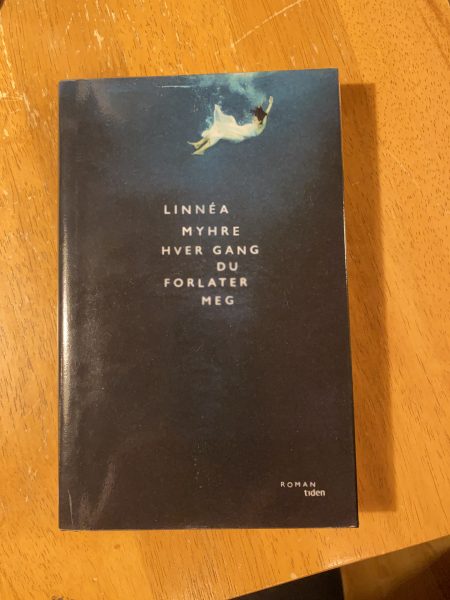 LINNÉA
MYHRE
HVER GANG
DU
FORLATER
MEG
ROMAN
tiden